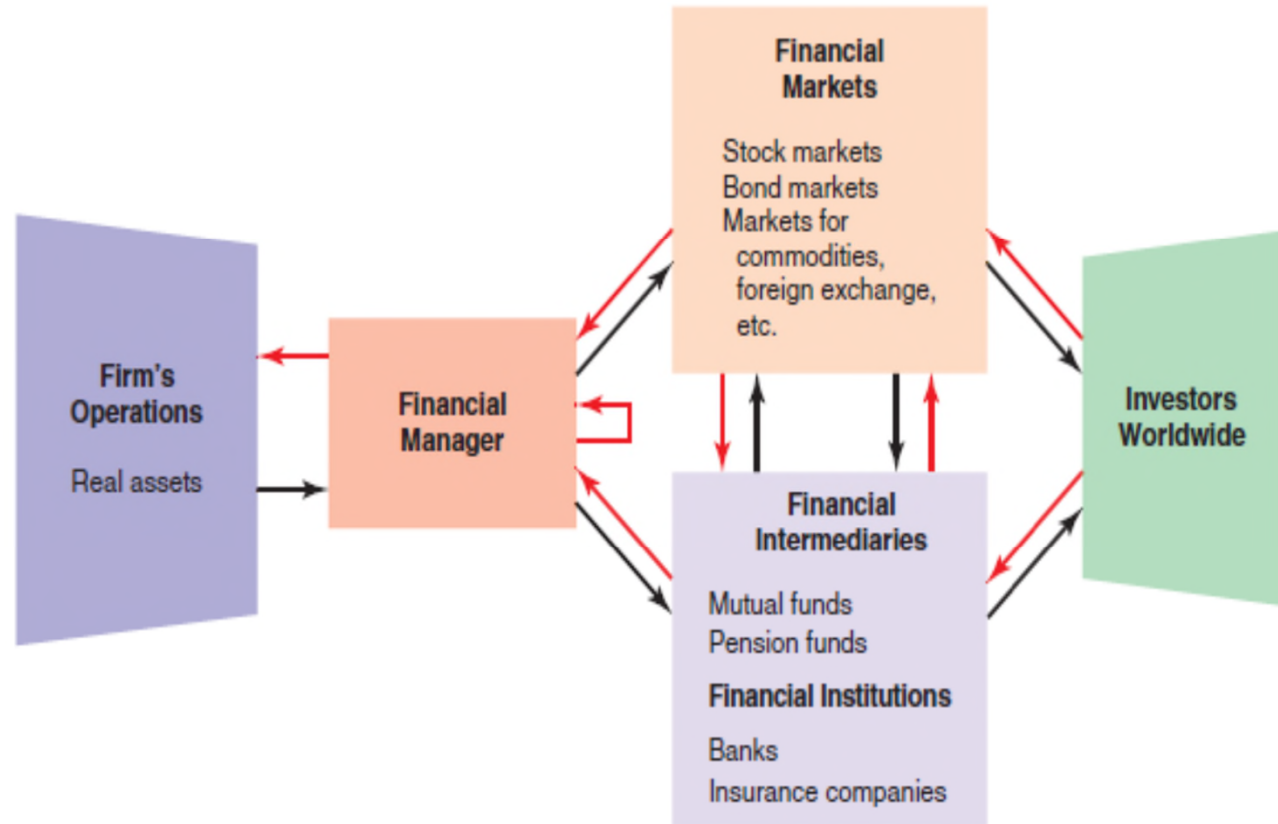 Financial
Markets
Stock markets
Bond markets
Markets for
commodities,
foreign exchange,
etc.
Firm's
Operations
Real assets
Financial
Manager
Investors
Worldwide
Financial
Intermediaries
Mutual funds
Pension funds
Financial Institutions
Banks
Insurance companies